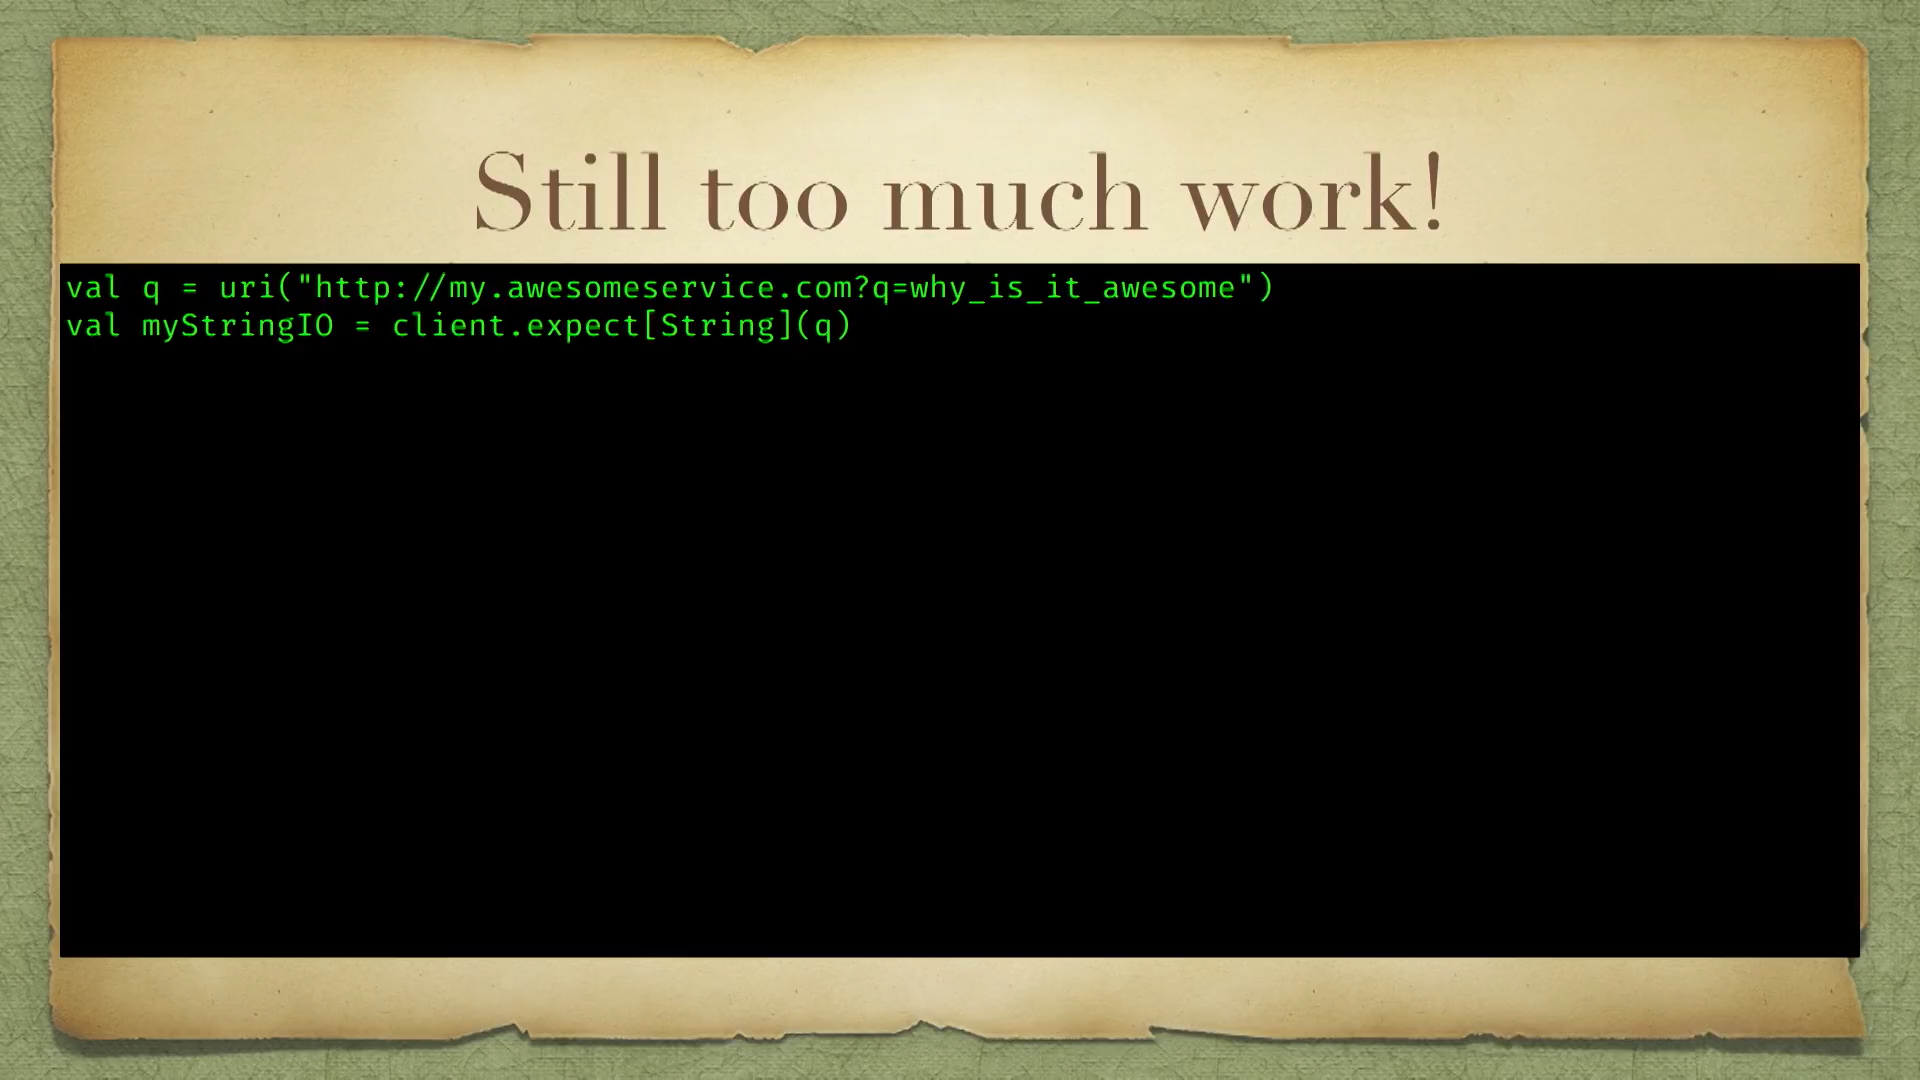 Still too much work!
val q = uri("http://my.awesomeservice.com?q=why_is_it_awesome")
val myStringIO = client.expect[String](q)